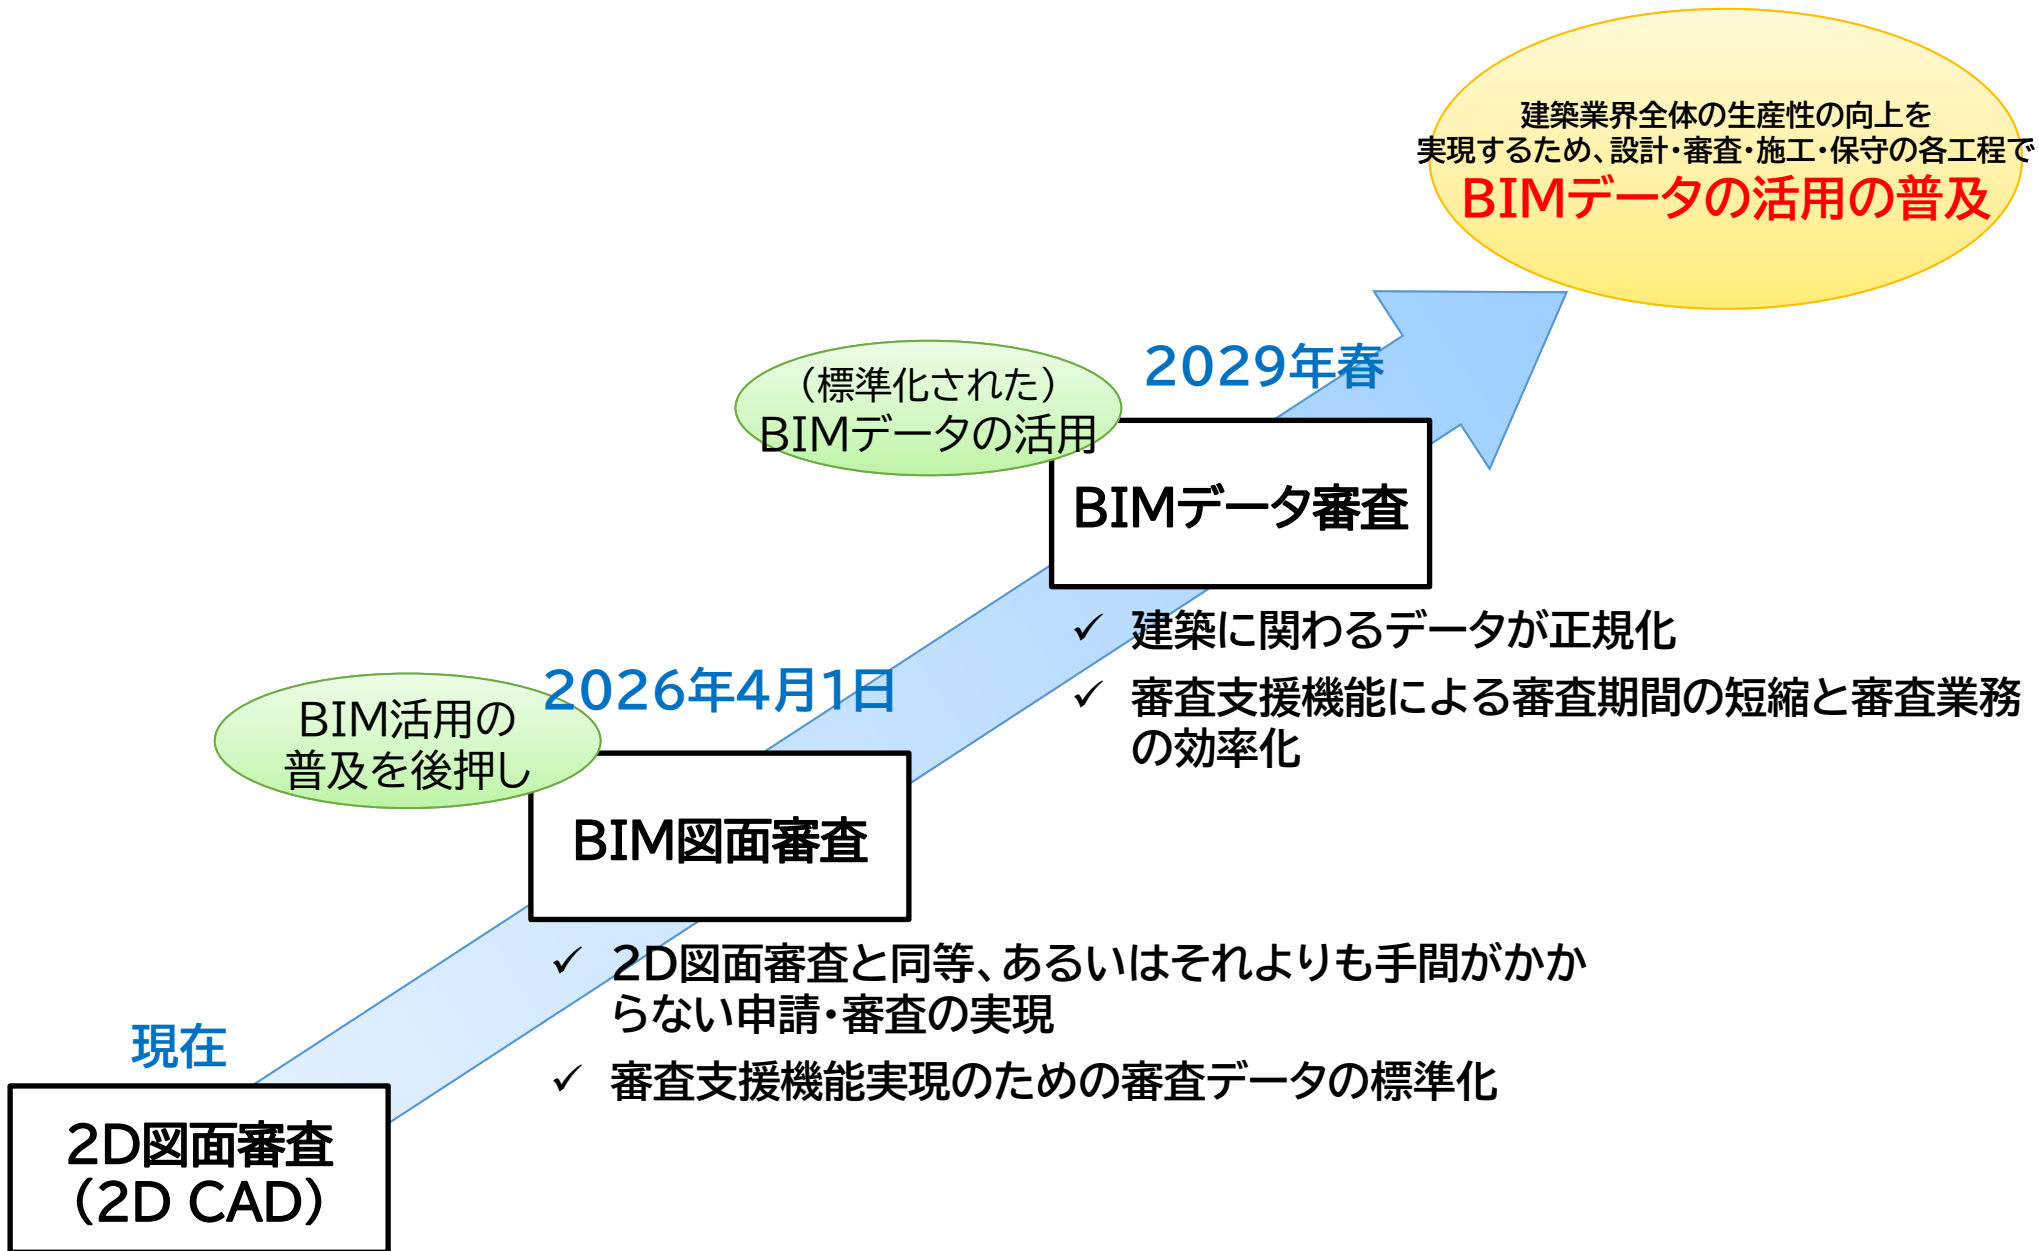 建築業界全体の生産性の向上を
実現するため、設計・審査・施工・保守の各工程で
BIMデータの活用の普及
2029年春
（標準化された）
BIMデータの活用
BIMデータ審査
✓ 建築に関わるデータが正規化
✓ 審査支援機能による審査期間の短縮と審査業務
の効率化
2026年4月1日
BIM活用の
普及を後押し
BIM図面審査
✓ 2D図面審査と同等、あるいはそれよりも手間がかか
らない申請・審査の実現
✓ 審査支援機能実現のための審査データの標準化
現在
2D図面審査
（2D CAD）